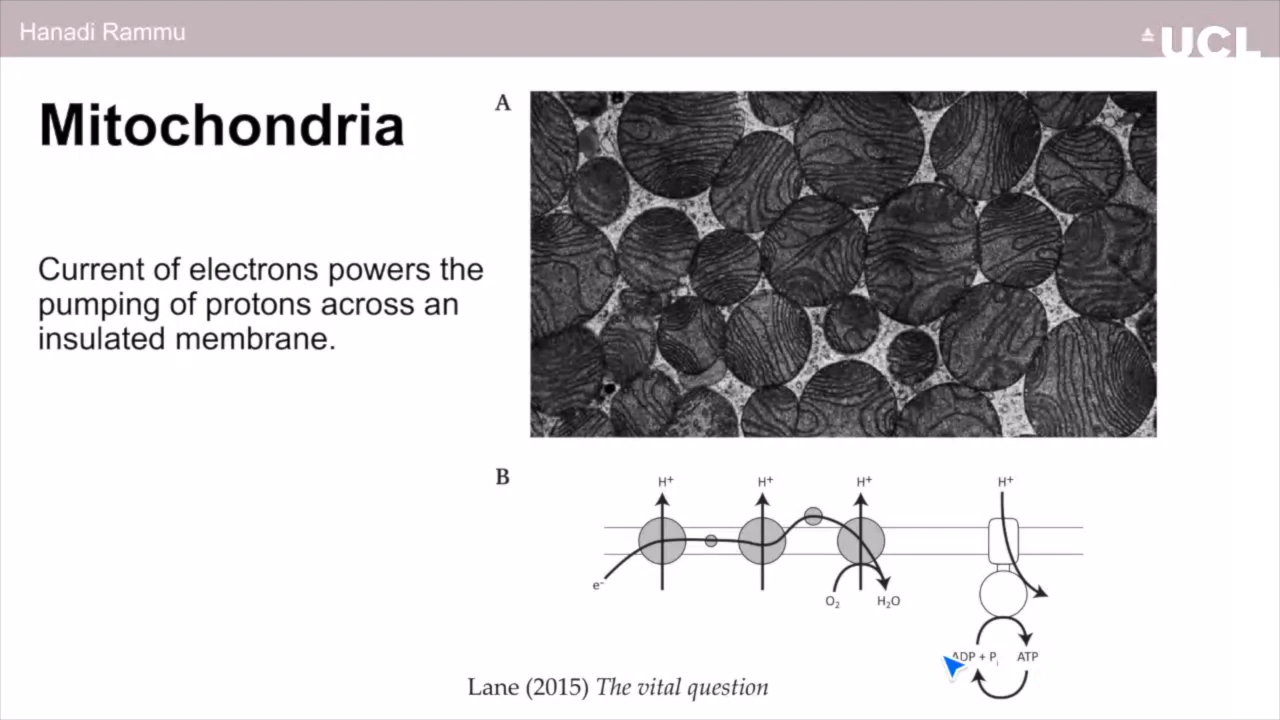 Hanadi Rammu
UCL
Mitochondria
Current of electrons powers the
pumping of protons across an
insulated membrane.
A
B
H⁺ H⁺ H⁺ H⁺
e⁻
O₂ H₂O
ADP + Pᵢ ATP
Lane (2015) The vital question